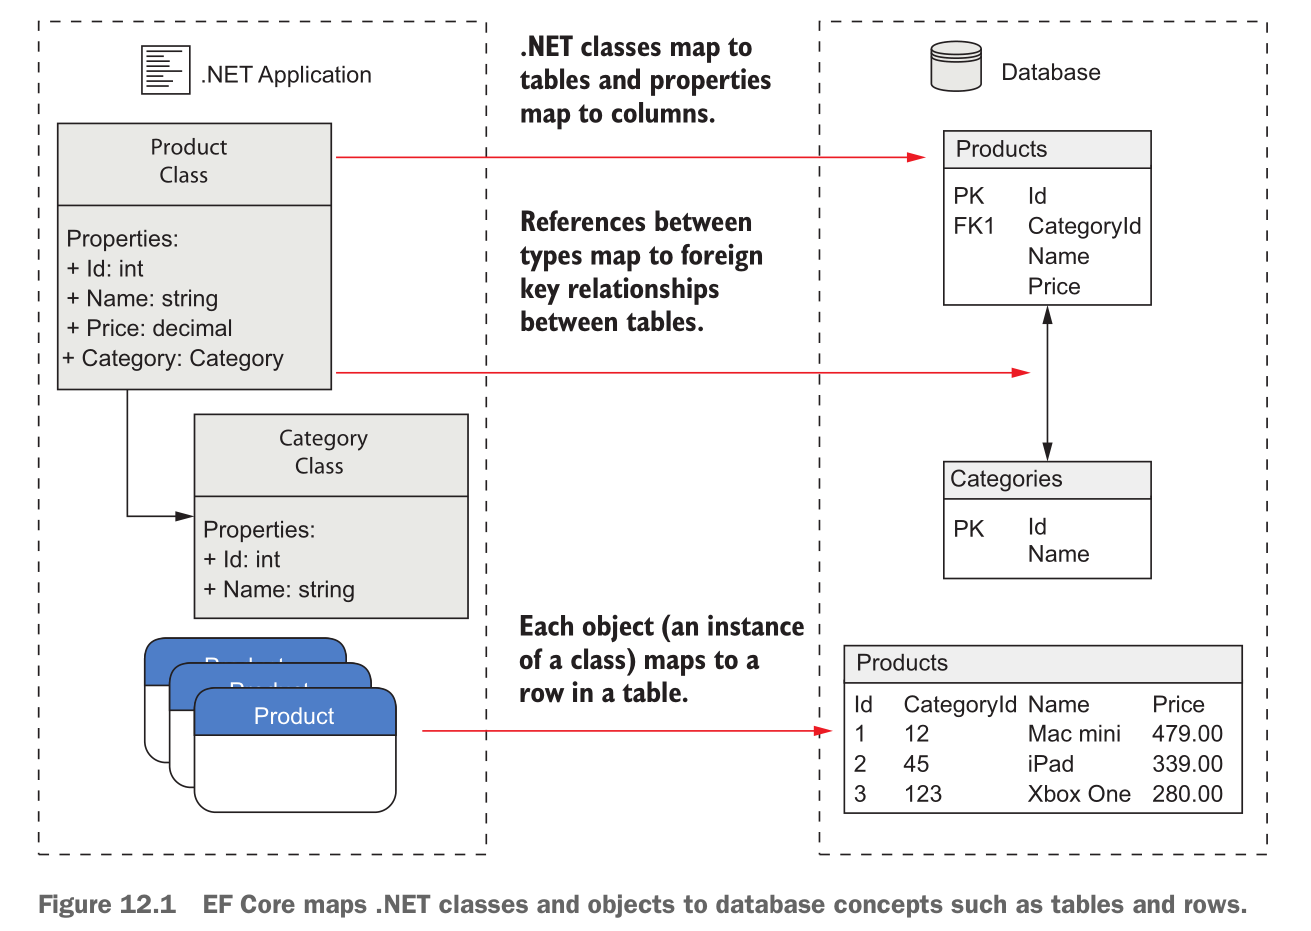 .NET Application
Product
Class
Properties:
+ Id: int
+ Name: string
+ Price: decimal
+ Category: Category
Category
Class
Properties:
+ Id: int
+ Name: string
Product
Product
Product
.NET classes map to
tables and properties
map to columns.
References between
types map to foreign
key relationships
between tables.
Each object (an instance
of a class) maps to a
row in a table.
Database
Products
PK Id
FK1 CategoryId
Name
Price
Categories
PK Id
Name
Products
Id CategoryId Name Price
1 12 Mac mini 479.00
2 45 iPad 339.00
3 123 Xbox One 280.00
Figure 12.1 EF Core maps .NET classes and objects to database concepts such as tables and rows.